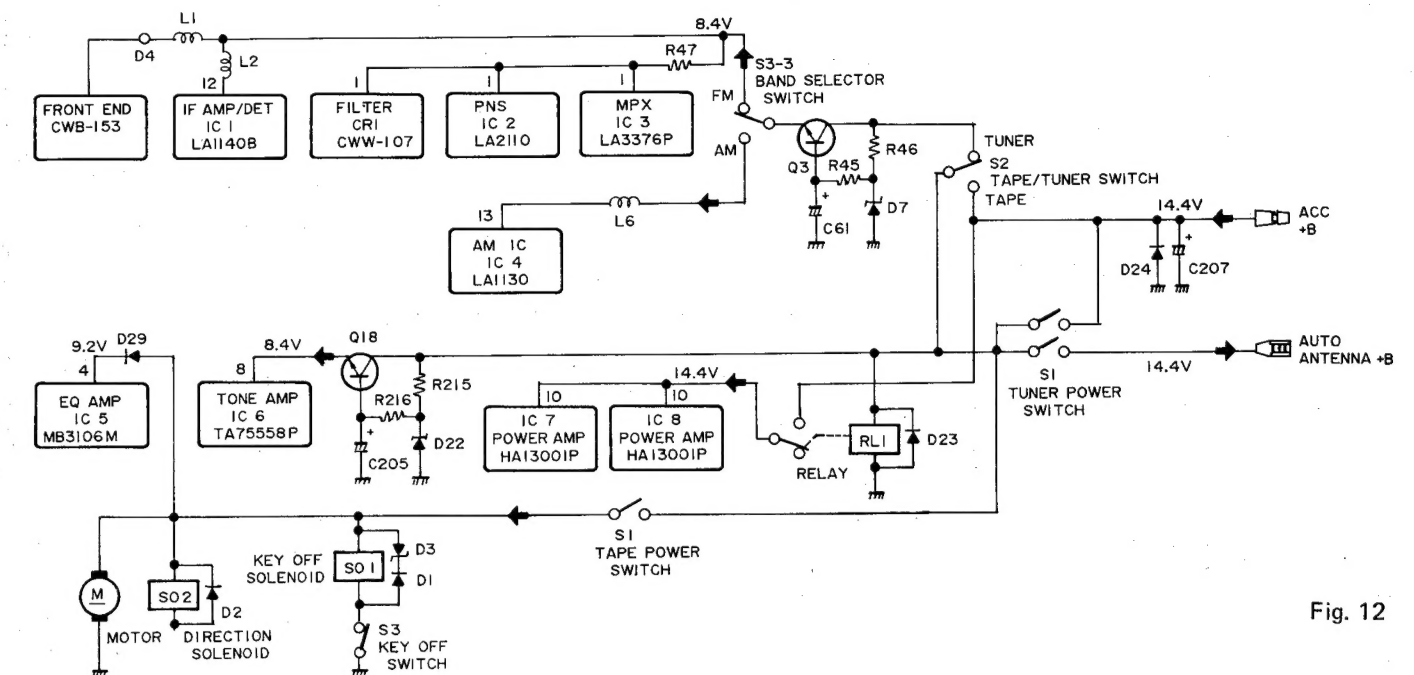 L1
D4
L2
12
FRONT END
CWB-153
IF AMP/DET
IC 1
LA1140B
1
FILTER
CR1
CWW-107
1
PNS
IC 2
LA2110
1
MPX
IC 3
LA3376P
R47
8.4V
S3-3
BAND SELECTOR
SWITCH
FM
AM
Q3
R45
R46
+
C61
D7
TUNER
S2
TAPE/TUNER SWITCH
TAPE
14.4V
ACC
+B
D24
+
C207
13
L6
AM IC
IC 4
LA1130
9.2V
D29
4
EQ AMP
IC 5
MB3106M
8.4V
8
TONE AMP
IC 6
TA75558P
Q18
R215
R216
+
C205
D22
14.4V
10
IC 7
POWER AMP
HA13001P
10
IC 8
POWER AMP
HA13001P
RELAY
RL1
D23
S1
TUNER POWER
SWITCH
14.4V
AUTO
ANTENNA +B
S1
TAPE POWER
SWITCH
M
MOTOR
SO2
D2
DIRECTION
SOLENOID
KEY OFF
SOLENOID
SO1
D3
D1
S3
KEY OFF
SWITCH
Fig. 12